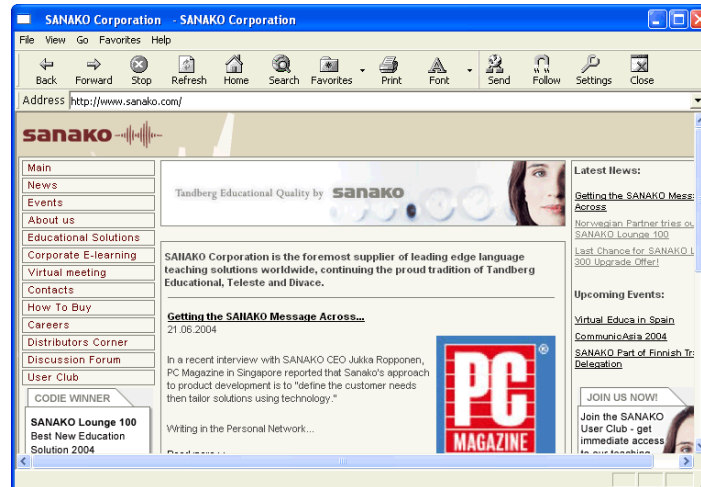 SANAKO Corporation - SANAKO Corporation
File View Go Favorites Help
Back Forward Stop Refresh Home Search Favorites Print Font Send Follow Settings Close
Address http://www.sanako.com/
sanako
Main
News
Events
About us
Educational Solutions
Corporate E-learning
Virtual meeting
Contacts
How To Buy
Careers
Distributors Corner
Discussion Forum
User Club
CODIE WINNER
SANAKO Lounge 100
Best New Education
Solution 2004
Tandberg Educational Quality by sanako
SANAKO Corporation is the foremost supplier of leading edge language
teaching solutions worldwide, continuing the proud tradition of Tandberg
Educational, Teleste and Divace.
Getting the SANAKO Message Across...
21.06.2004
In a recent interview with SANAKO CEO Jukka Ropponen,
PC Magazine in Singapore reported that Sanako's approach
to product development is to "define the customer needs
then tailor solutions using technology."
Writing in the Personal Network...
PC
MAGAZINE
®
Latest News:
Getting the SANAKO Mess
Across
Norwegian Partner tries ou
SANAKO Lounge 100
Last Chance for SANAKO L
300 Upgrade Offer!
Upcoming Events:
Virtual Educa in Spain
CommunicAsia 2004
SANAKO Part of Finnish Tr
Delegation
JOIN US NOW!
Join the SANAKO
User Club - get
immediate access
to our teaching